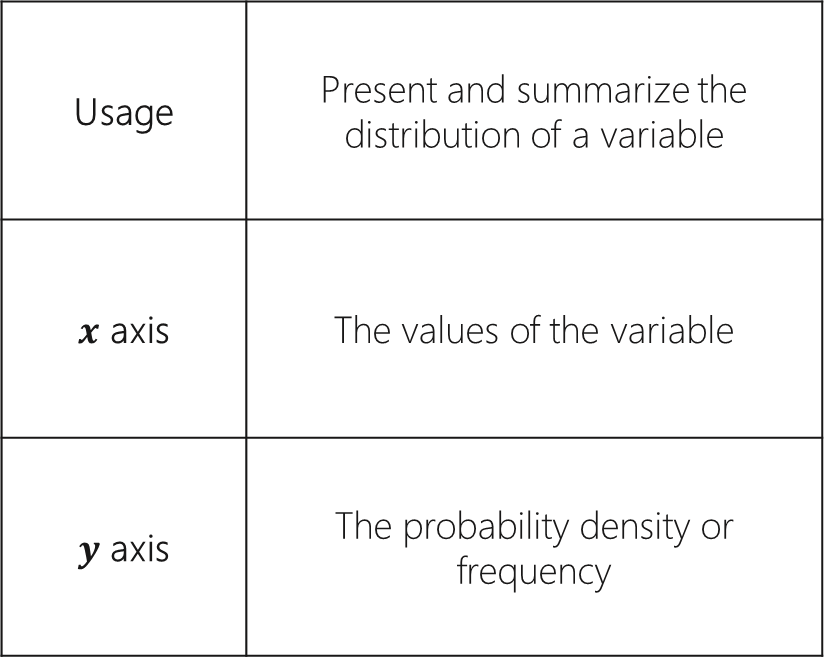 Usage
Present and summarize the
distribution of a variable
x axis
The values of the variable
y axis
The probability density or
frequency